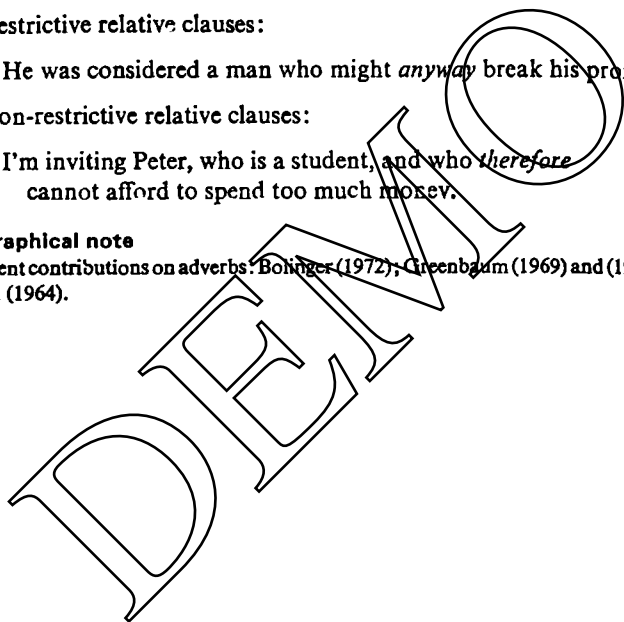 estrictive relative clauses:
He was considered a man who might anyway break his pro
on-restrictive relative clauses:
I'm inviting Peter, who is a student, and who therefore
cannot afford to spend too much money.
raphical note
ent contributions on adverbs: Bolinger (1972); Greenbaum (1969) and (19
(1964).
DEMO